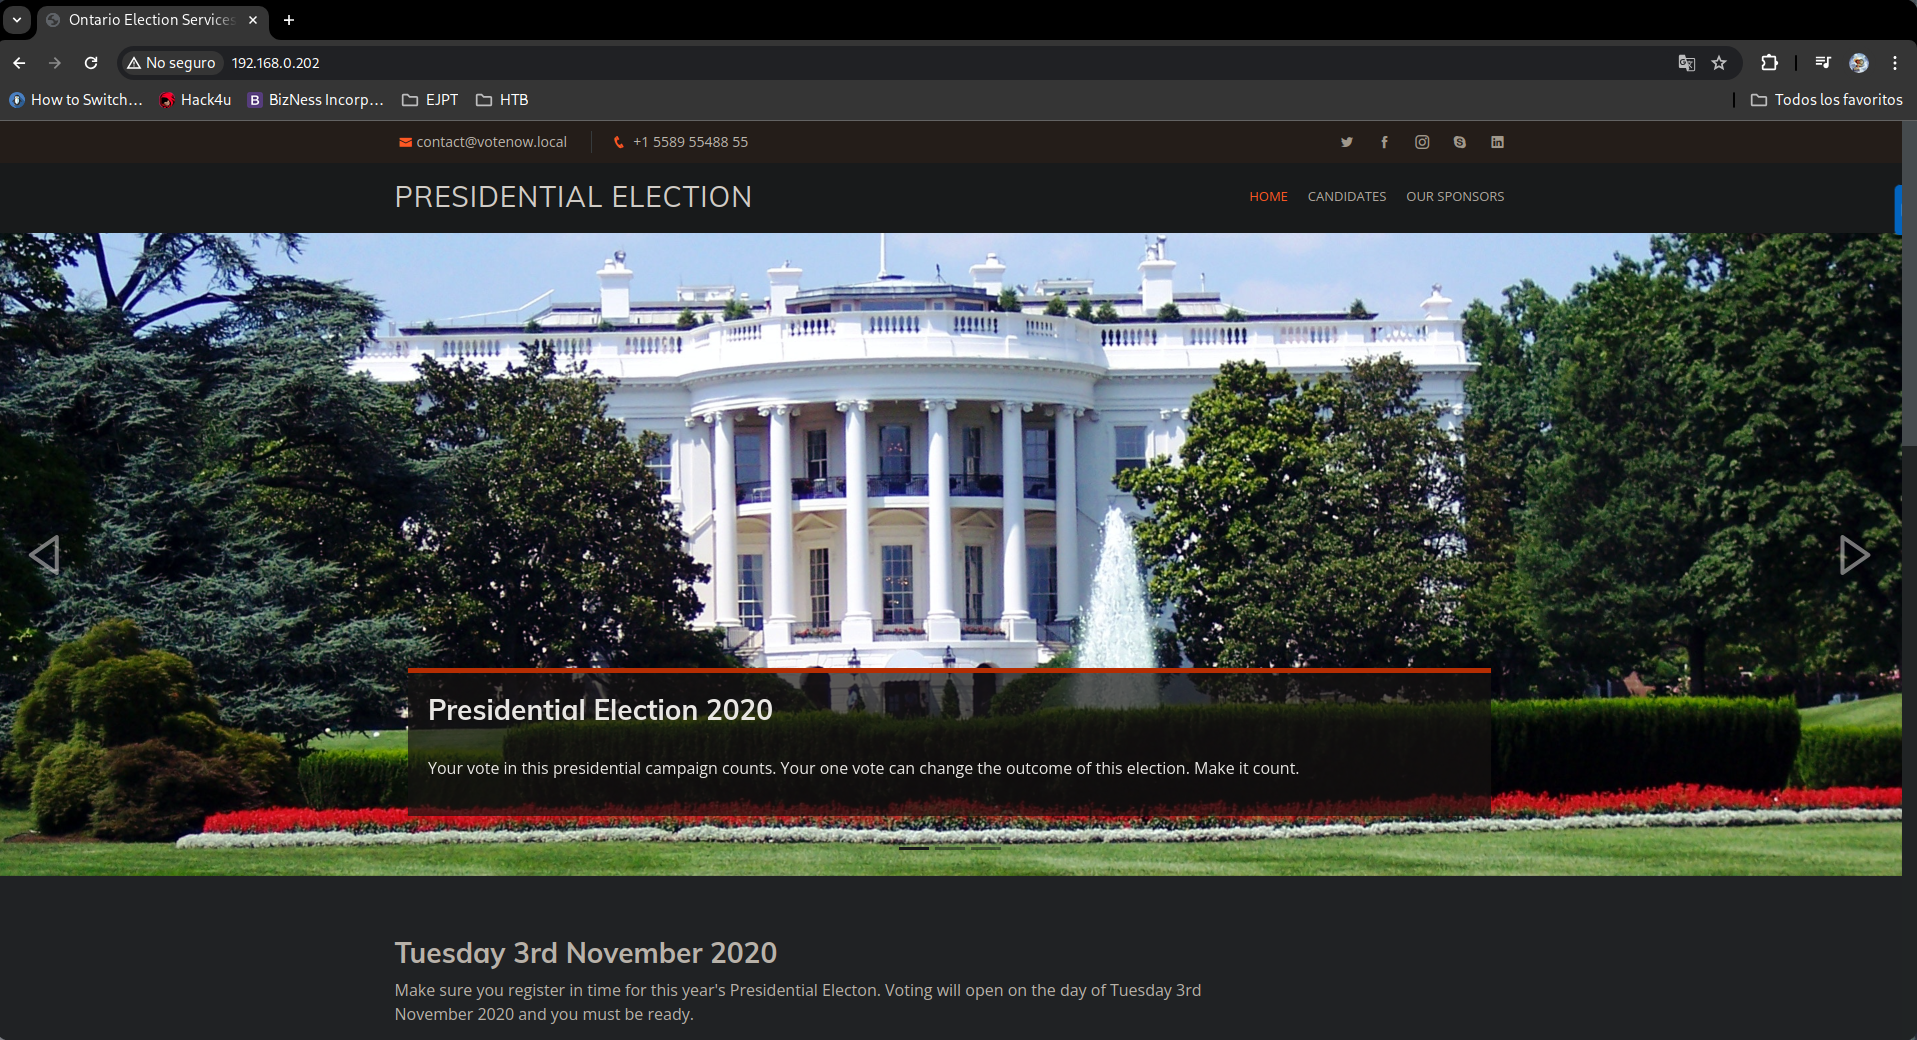 Ontario Election Services
No seguro
192.168.0.202
How to Switch...
Hack4u
BizNess Incorp...
EJPT
HTB
Todos los favoritos
contact@votenow.local
+1 5589 55488 55
PRESIDENTIAL ELECTION
HOME
CANDIDATES
OUR SPONSORS
Presidential Election 2020
Your vote in this presidential campaign counts. Your one vote can change the outcome of this election. Make it count.
Tuesday 3rd November 2020
Make sure you register in time for this year's Presidential Electon. Voting will open on the day of Tuesday 3rd
November 2020 and you must be ready.